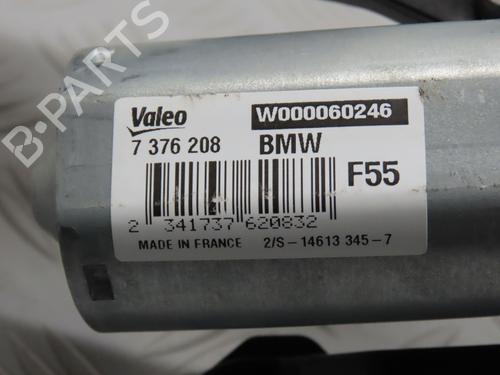 B-PARTS
Valeo
W000060246
7 376 208 BMW
F55
2 341737 620832
MADE IN FRANCE 2/S-14613 345-7